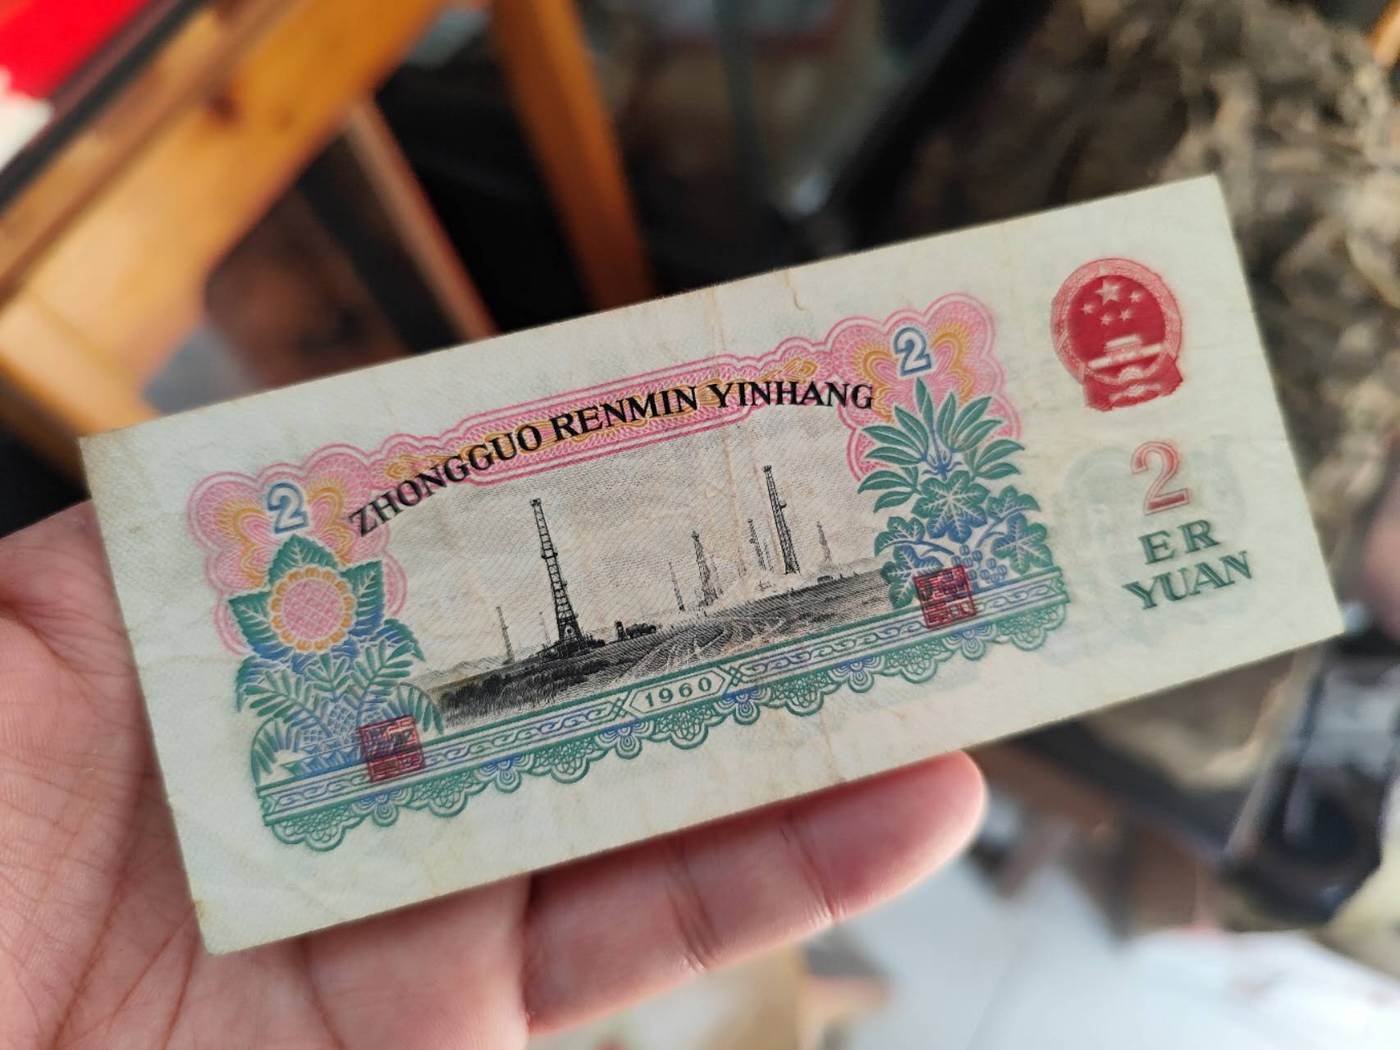 ZHONGGUO RENMIN YINHANG
2
2
1960
2
ER
YUAN